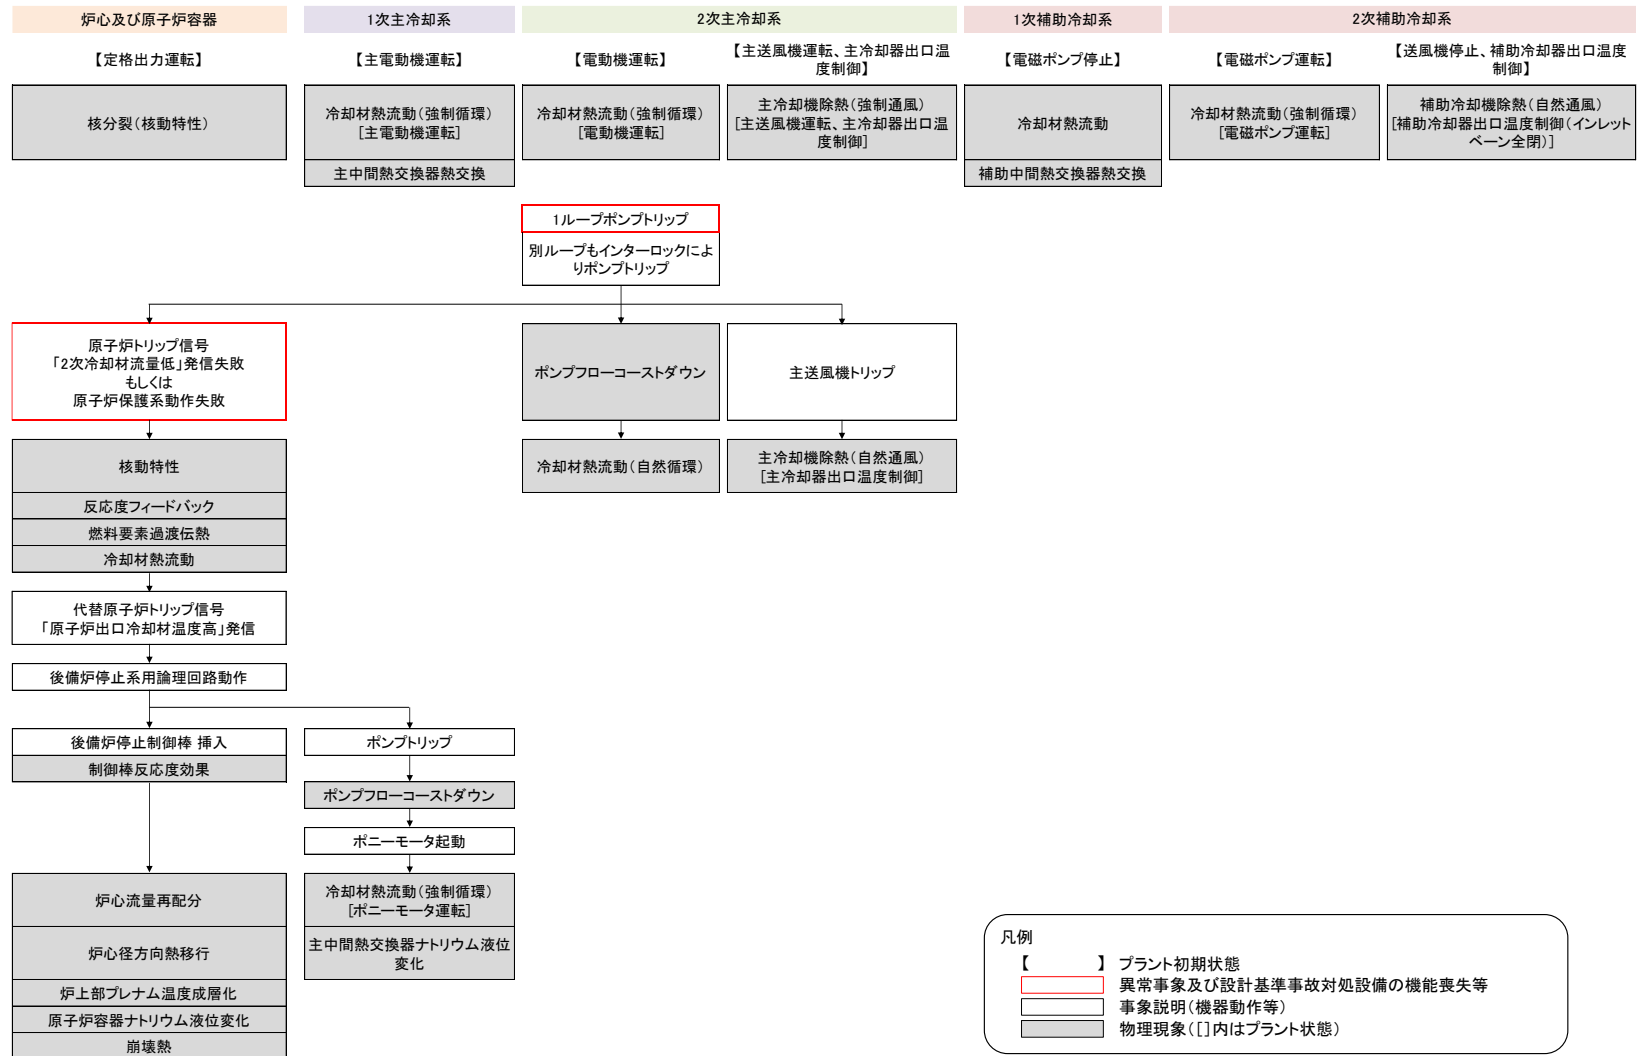 炉心及び原子炉容器
1次主冷却系
2次主冷却系
1次補助冷却系
2次補助冷却系
【定格出力運転】
【主電動機運転】
【電動機運転】
【主送風機運転、主冷却器出口温
度制御】
【電磁ポンプ停止】
【電磁ポンプ運転】
【送風機停止、補助冷却器出口温度
制御】
核分裂(核動特性)
冷却材熱流動(強制循環)
[主電動機運転]
冷却材熱流動(強制循環)
[電動機運転]
主冷却機除熱(強制通風)
[主送風機運転、主冷却器出口温
度制御]
冷却材熱流動
冷却材熱流動(強制循環)
[電磁ポンプ運転]
補助冷却機除熱(自然通風)
[補助冷却器出口温度制御(インレット
ベーン全閉)]
主中間熱交換器熱交換
補助中間熱交換器熱交換
1ループポンプトリップ
別ループもインターロックによ
りポンプトリップ
原子炉トリップ信号
「2次冷却材流量低」発信失敗
もしくは
原子炉保護系動作失敗
ポンプフローコーストダウン
主送風機トリップ
核動特性
反応度フィードバック
燃料要素過渡伝熱
冷却材熱流動
冷却材熱流動(自然循環)
主冷却機除熱(自然通風)
[主冷却器出口温度制御]
代替原子炉トリップ信号
「原子炉出口冷却材温度高」発信
後備炉停止系用論理回路動作
後備炉停止制御棒 挿入
制御棒反応度効果
ポンプトリップ
ポンプフローコーストダウン
ポニーモータ起動
炉心流量再配分
炉心径方向熱移行
炉上部プレナム温度成層化
原子炉容器ナトリウム液位変化
崩壊熱
冷却材熱流動(強制循環)
[ポニーモータ運転]
主中間熱交換器ナトリウム液位
変化
凡例
【 】 プラント初期状態
異常事象及び設計基準事故対処設備の機能喪失等
事象説明(機器動作等)
物理現象([]内はプラント状態)